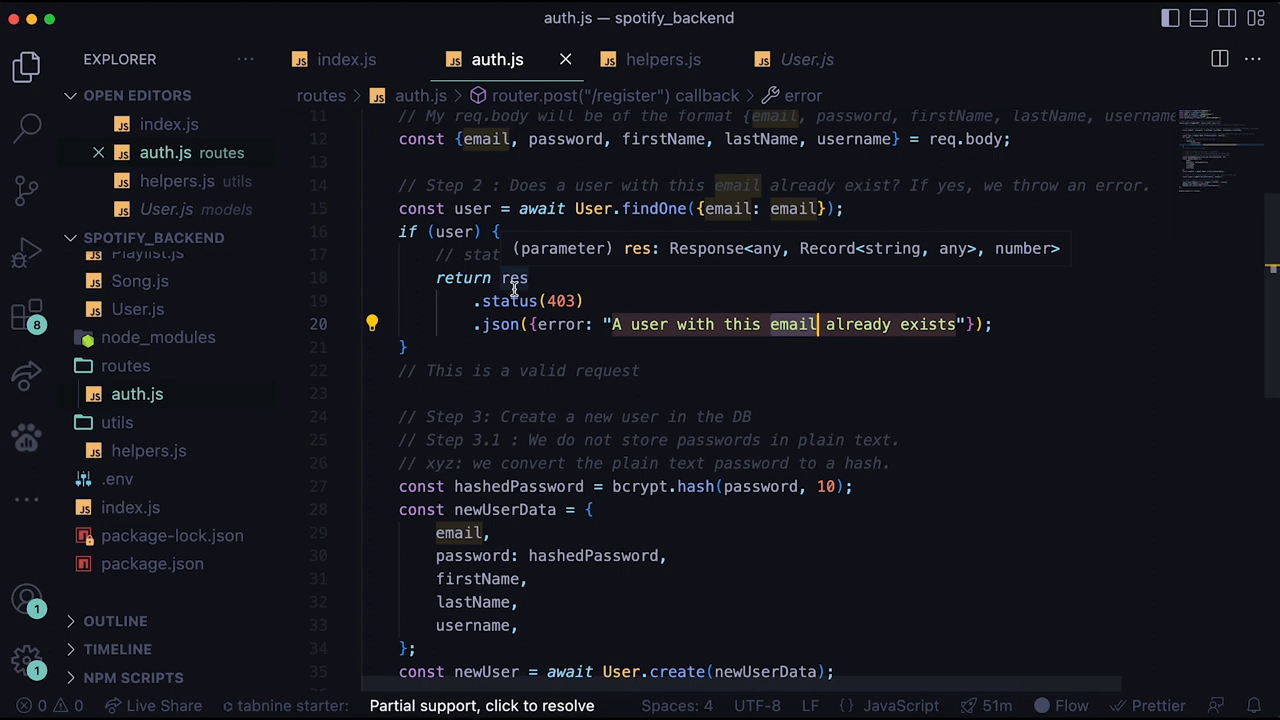 auth.js — spotify_backend
EXPLORER
index.js
auth.js
helpers.js
User.js
OPEN EDITORS
index.js
auth.js routes
helpers.js utils
User.js models
SPOTIFY_BACKEND
Playlist.js
Song.js
User.js
node_modules
routes
auth.js
utils
helpers.js
.env
index.js
package-lock.json
package.json
OUTLINE
TIMELINE
NPM SCRIPTS
8
1
1
routes > auth.js > router.post("/register") callback > error
11 // My req.body will be of the format {email, password, firstName, lastName, username
12 const {email, password, firstName, lastName, username} = req.body;
13
14 // Step 2 : Does a user with this email already exist? If yes, we throw an error.
15 const user = await User.findOne({email: email});
16 if (user) {
(parameter) res: Response<any, Record<string, any>, number>
17 // stat
18 return res
19 .status(403)
20 .json({error: "A user with this email already exists"});
21 }
22 // This is a valid request
23
24 // Step 3: Create a new user in the DB
25 // Step 3.1 : We do not store passwords in plain text.
26 // xyz: we convert the plain text password to a hash.
27 const hashedPassword = bcrypt.hash(password, 10);
28 const newUserData = {
29 email,
30 password: hashedPassword,
31 firstName,
32 lastName,
33 username,
34 };
35 const newUser = await User.create(newUserData);
0 0 Live Share tabnine starter: Partial support, click to resolve Spaces: 4 UTF-8 LF {} JavaScript 51m Flow Prettier